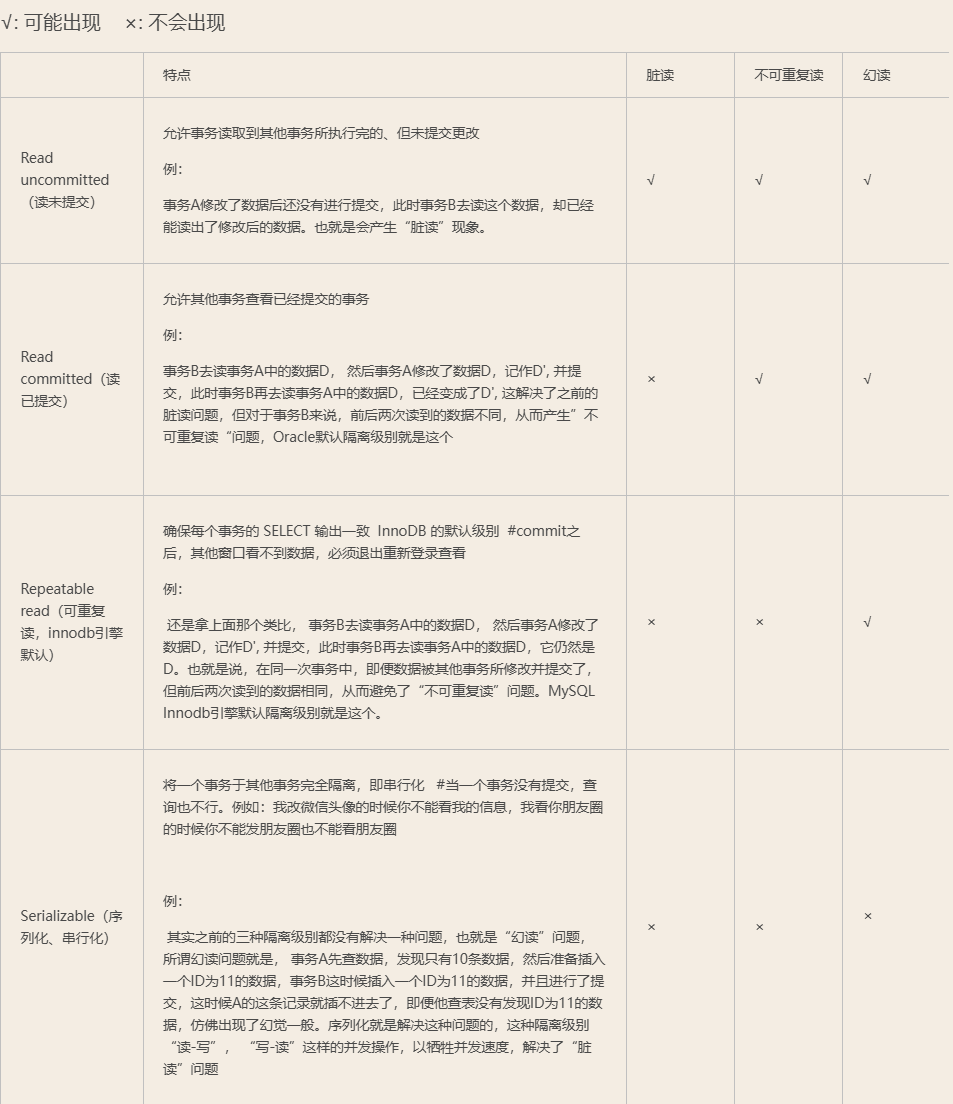 √: 可能出现 ×: 不会出现
特点 脏读 不可重复读 幻读
Read
uncommitted
（读未提交）
允许事务读取到其他事务所执行完的、但未提交更改
例：
事务A修改了数据后还没有进行提交，此时事务B去读这个数据，却已经
能读出了修改后的数据。也就是会产生“脏读”现象。
√ √ √
Read
committed（读
已提交）
允许其他事务查看已经提交的事务
例：
事务B去读事务A中的数据D， 然后事务A修改了数据D，记作D', 并提
交，此时事务B再去读事务A中的数据D，已经变成了D', 这解决了之前的
脏读问题，但对于事务B来说，前后两次读到的数据不同，从而产生”不
可重复读“问题，Oracle默认隔离级别就是这个
× √ √
Repeatable
read（可重复
读，innodb引擎
默认）
确保每个事务的 SELECT 输出一致 InnoDB 的默认级别 #commit之
后，其他窗口看不到数据，必须退出重新登录查看
例：
还是拿上面那个类比， 事务B去读事务A中的数据D， 然后事务A修改了
数据D，记作D', 并提交，此时事务B再去读事务A中的数据D，它仍然是
D。也就是说，在同一次事务中，即便数据被其他事务所修改并提交了，
但前后两次读到的数据相同，从而避免了“不可重复读”问题。MySQL
Innodb引擎默认隔离级别就是这个。
× × √
Serializable（序
列化、串行化）
将一个事务于其他事务完全隔离，即串行化 #当一个事务没有提交，查
询也不行。例如：我改微信头像的时候你不能看我的信息，我看你朋友圈
的时候你不能发朋友圈也不能看朋友圈
例：
其实之前的三种隔离级别都没有解决一种问题，也就是“幻读”问题，
所谓幻读问题就是， 事务A先查数据，发现只有10条数据，然后准备插入
一个ID为11的数据，事务B这时候插入一个ID为11的数据，并且进行了提
交，这时候A的这条记录就插不进去了，即便他查表没有发现ID为11的数
据，仿佛出现了幻觉一般。序列化就是解决这种问题的，这种隔离级别
“读-写”， “写-读”这样的并发操作，以牺牲并发速度，解决了“脏
读”问题
× × ×